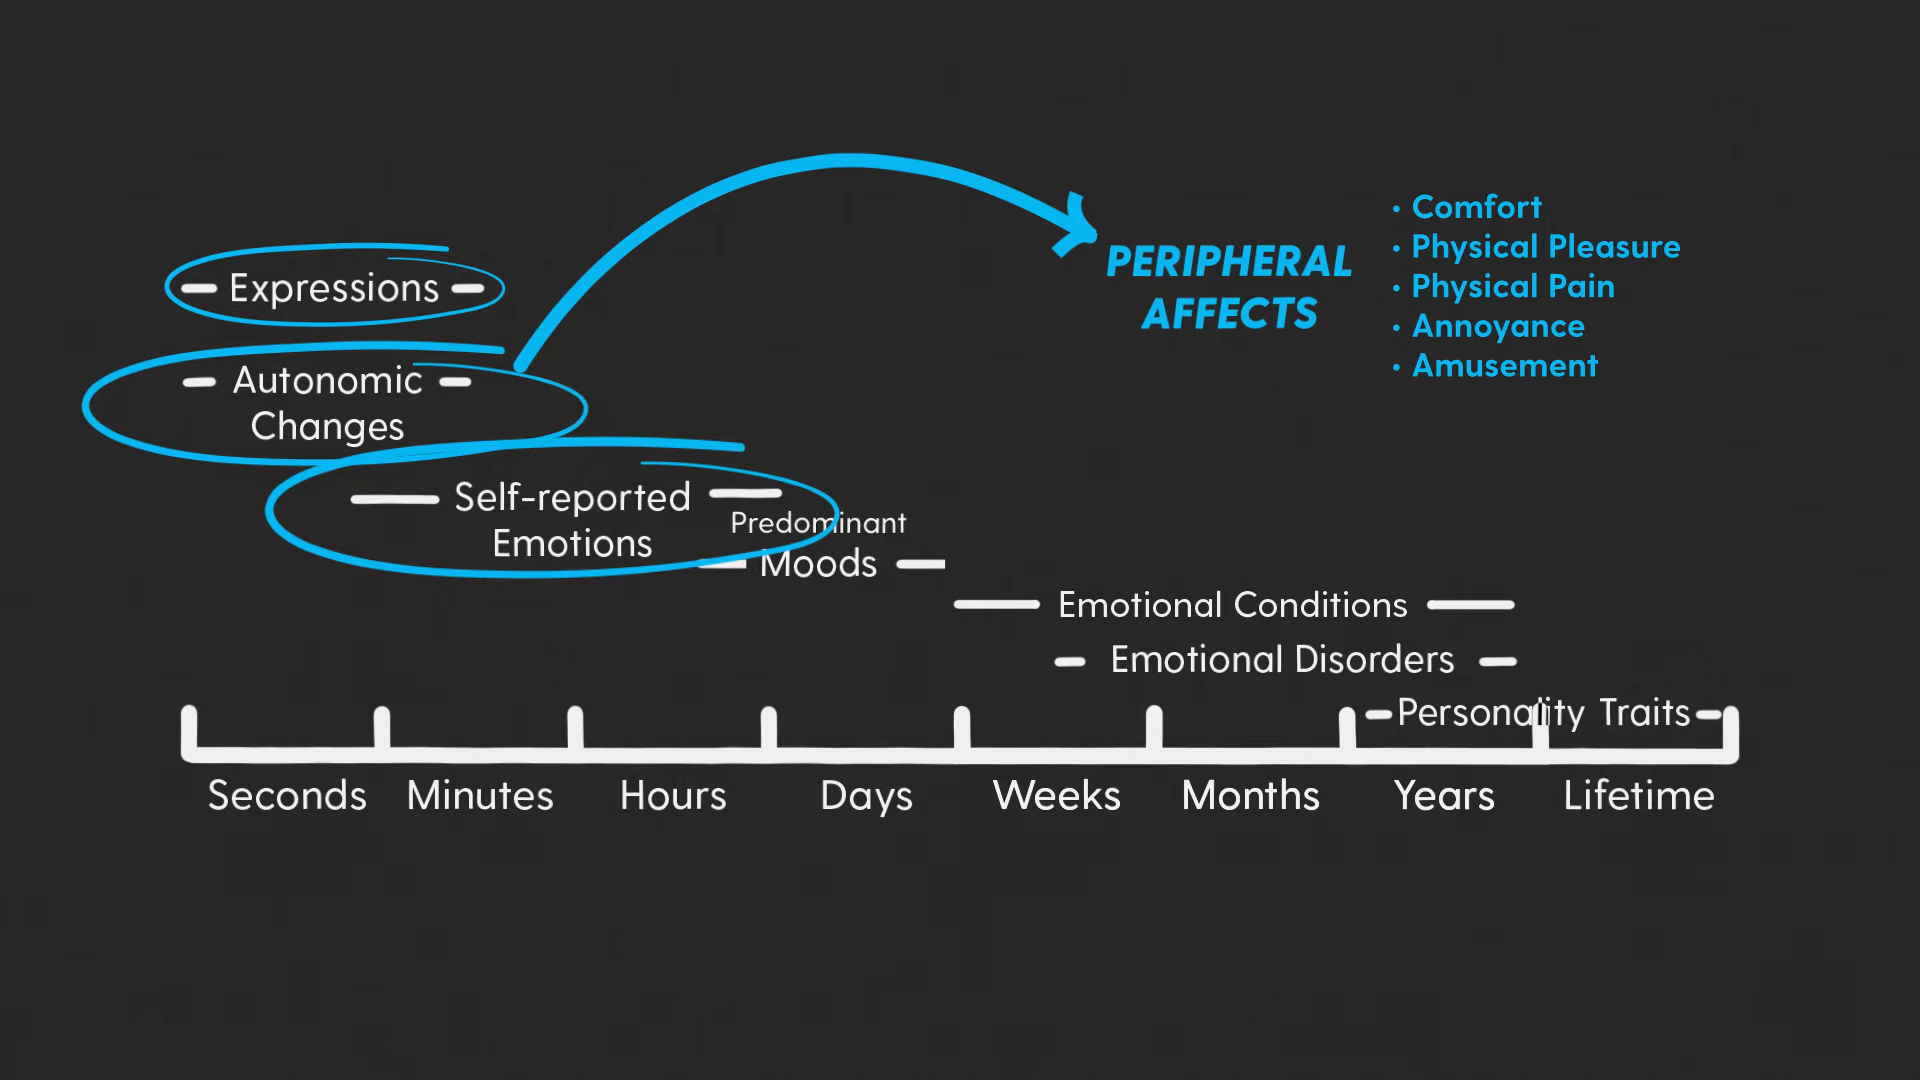 Expressions
Autonomic
Changes
Self-reported
Emotions
Predominant
Moods
Emotional Conditions
Emotional Disorders
Personality Traits
PERIPHERAL
AFFECTS
• Comfort
• Physical Pleasure
• Physical Pain
• Annoyance
• Amusement
Seconds Minutes Hours Days Weeks Months Years Lifetime